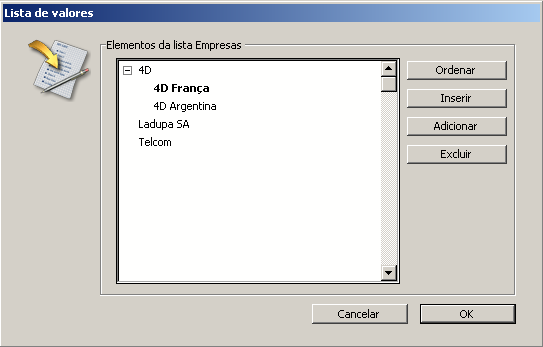 Lista de valores
Elementos da lista Empresas
4D
4D França
4D Argentina
Ladupa SA
Telcom
Ordenar
Inserir
Adicionar
Excluir
Cancelar
OK